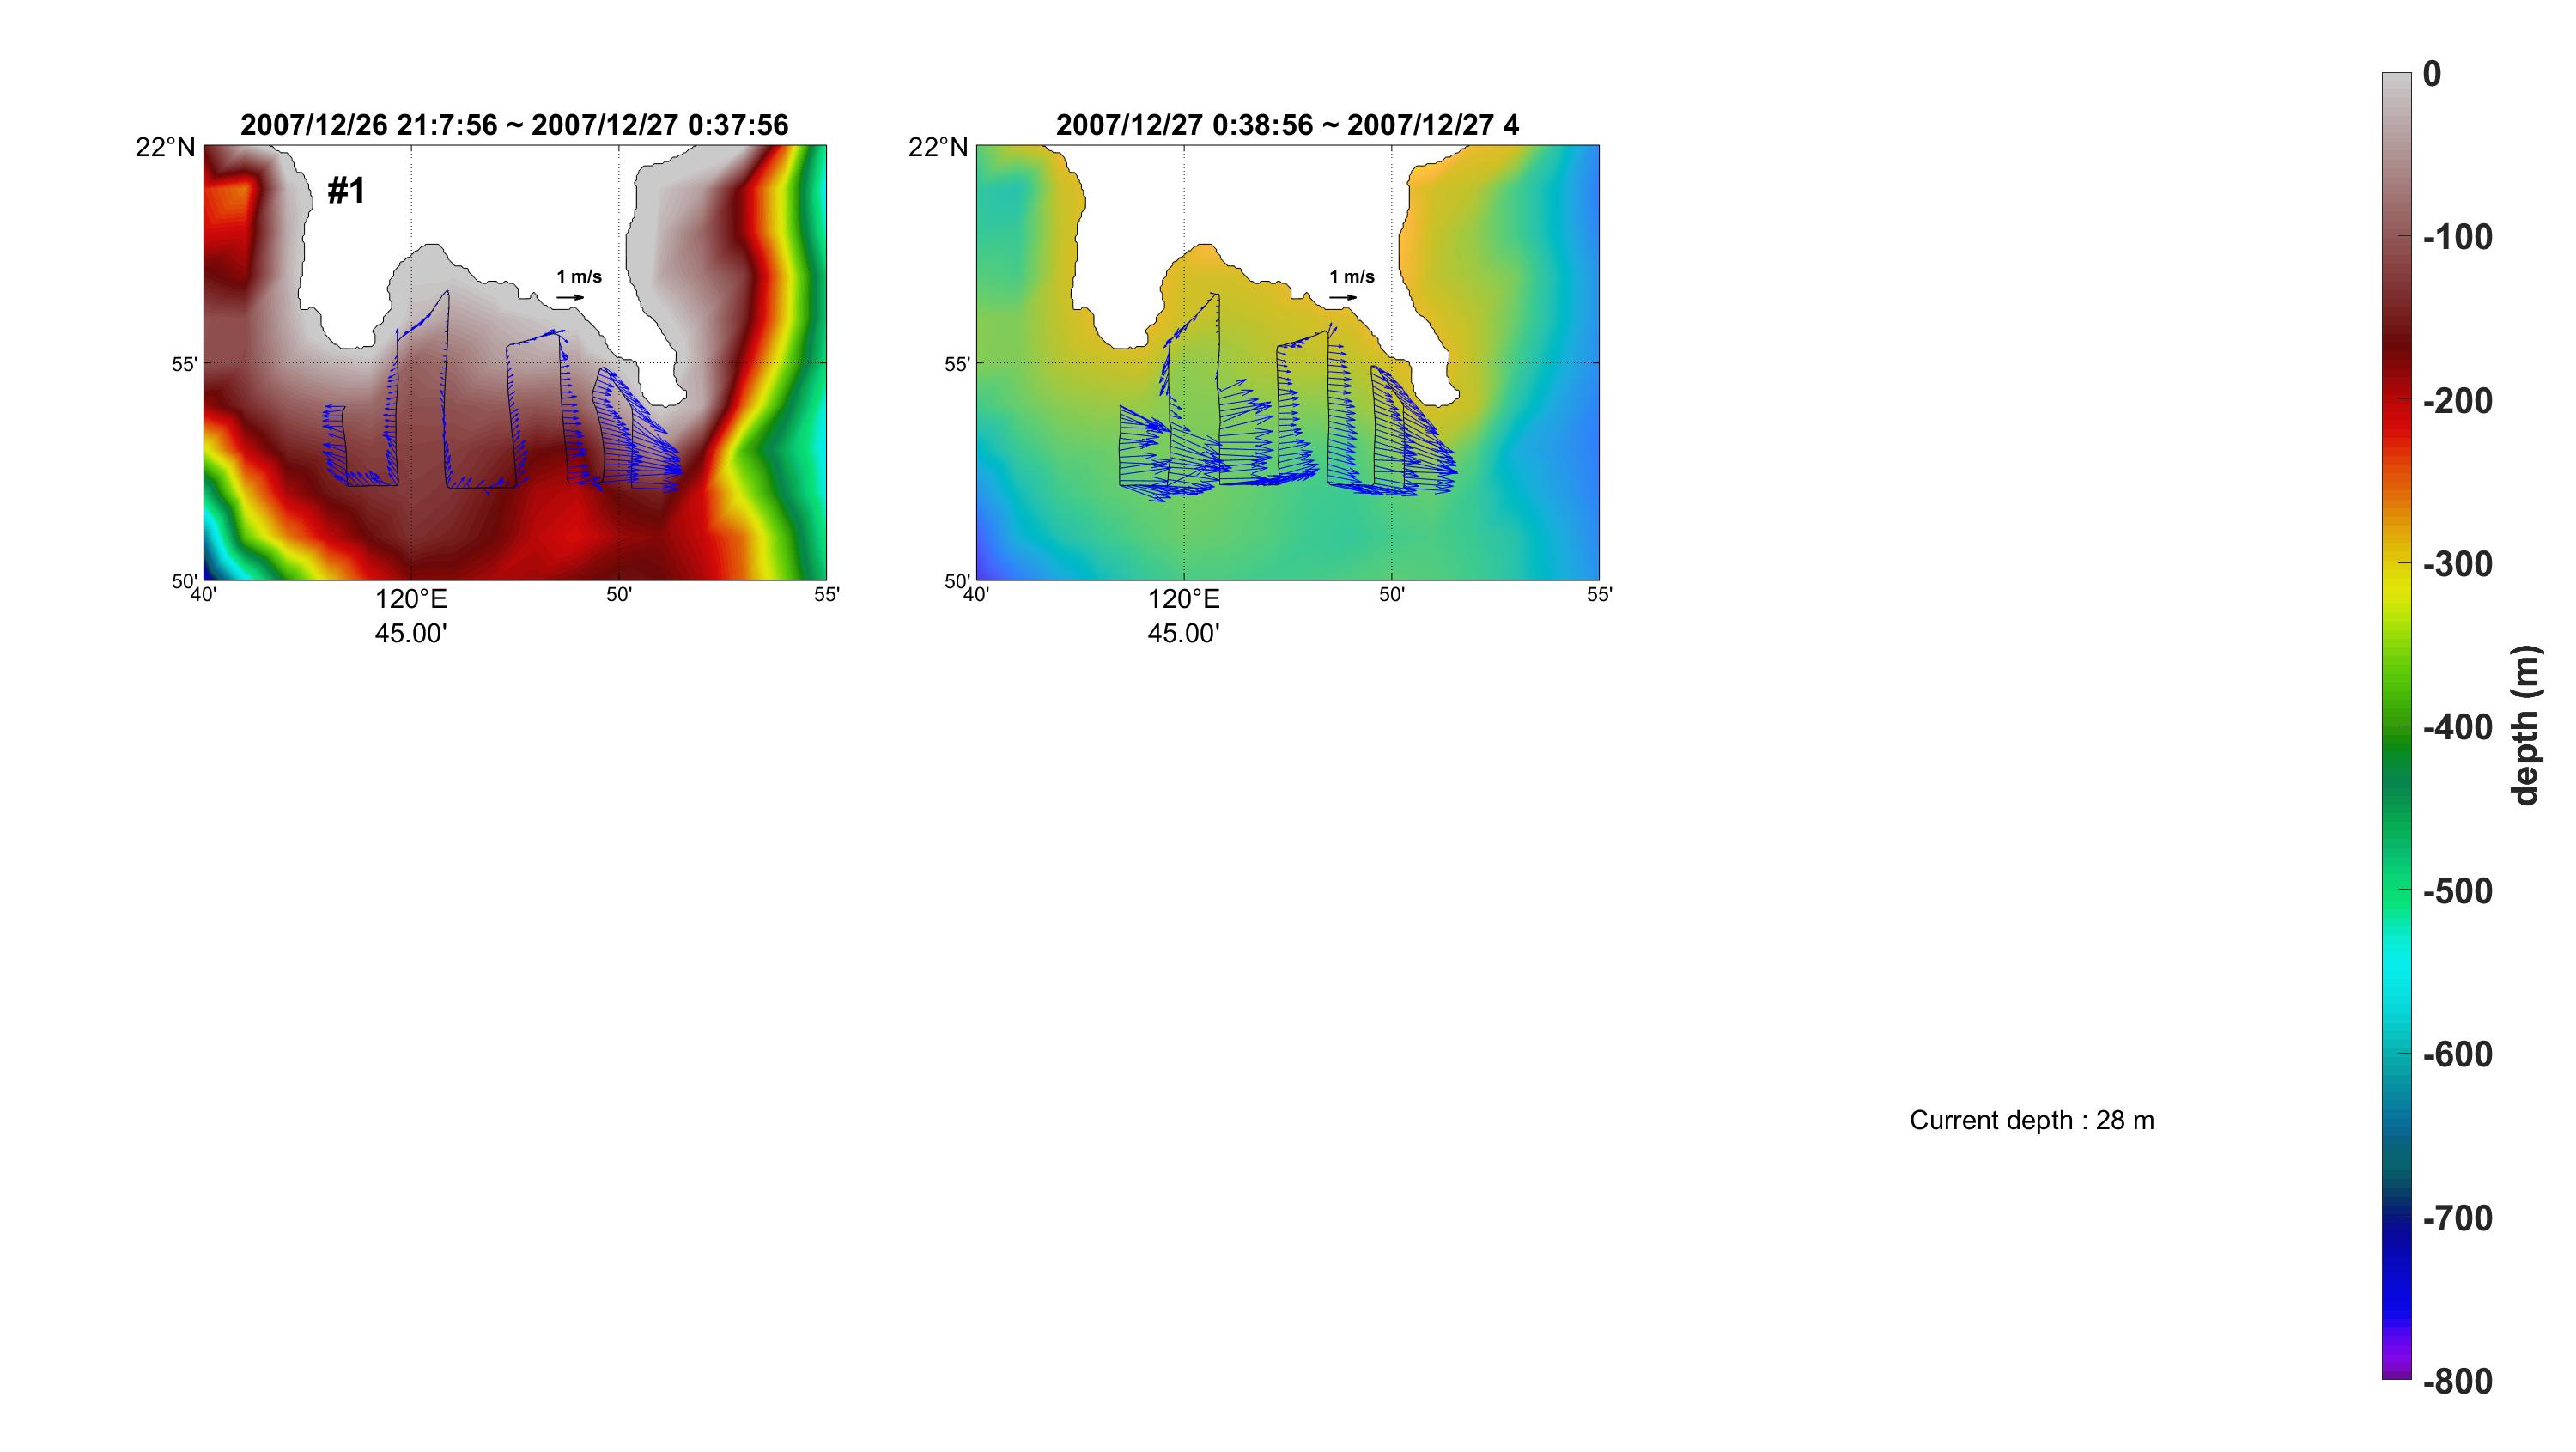 2007/12/26 21:7:56 ~ 2007/12/27 0:37:56
22°N
#1
1 m/s
55'
50'
40'
120°E
50'
55'
45.00'
2007/12/27 0:38:56 ~ 2007/12/27 4
22°N
1 m/s
55'
50'
40'
120°E
50'
55'
45.00'
0
-100
-200
-300
-400
-500
-600
-700
-800
depth (m)
Current depth : 28 m